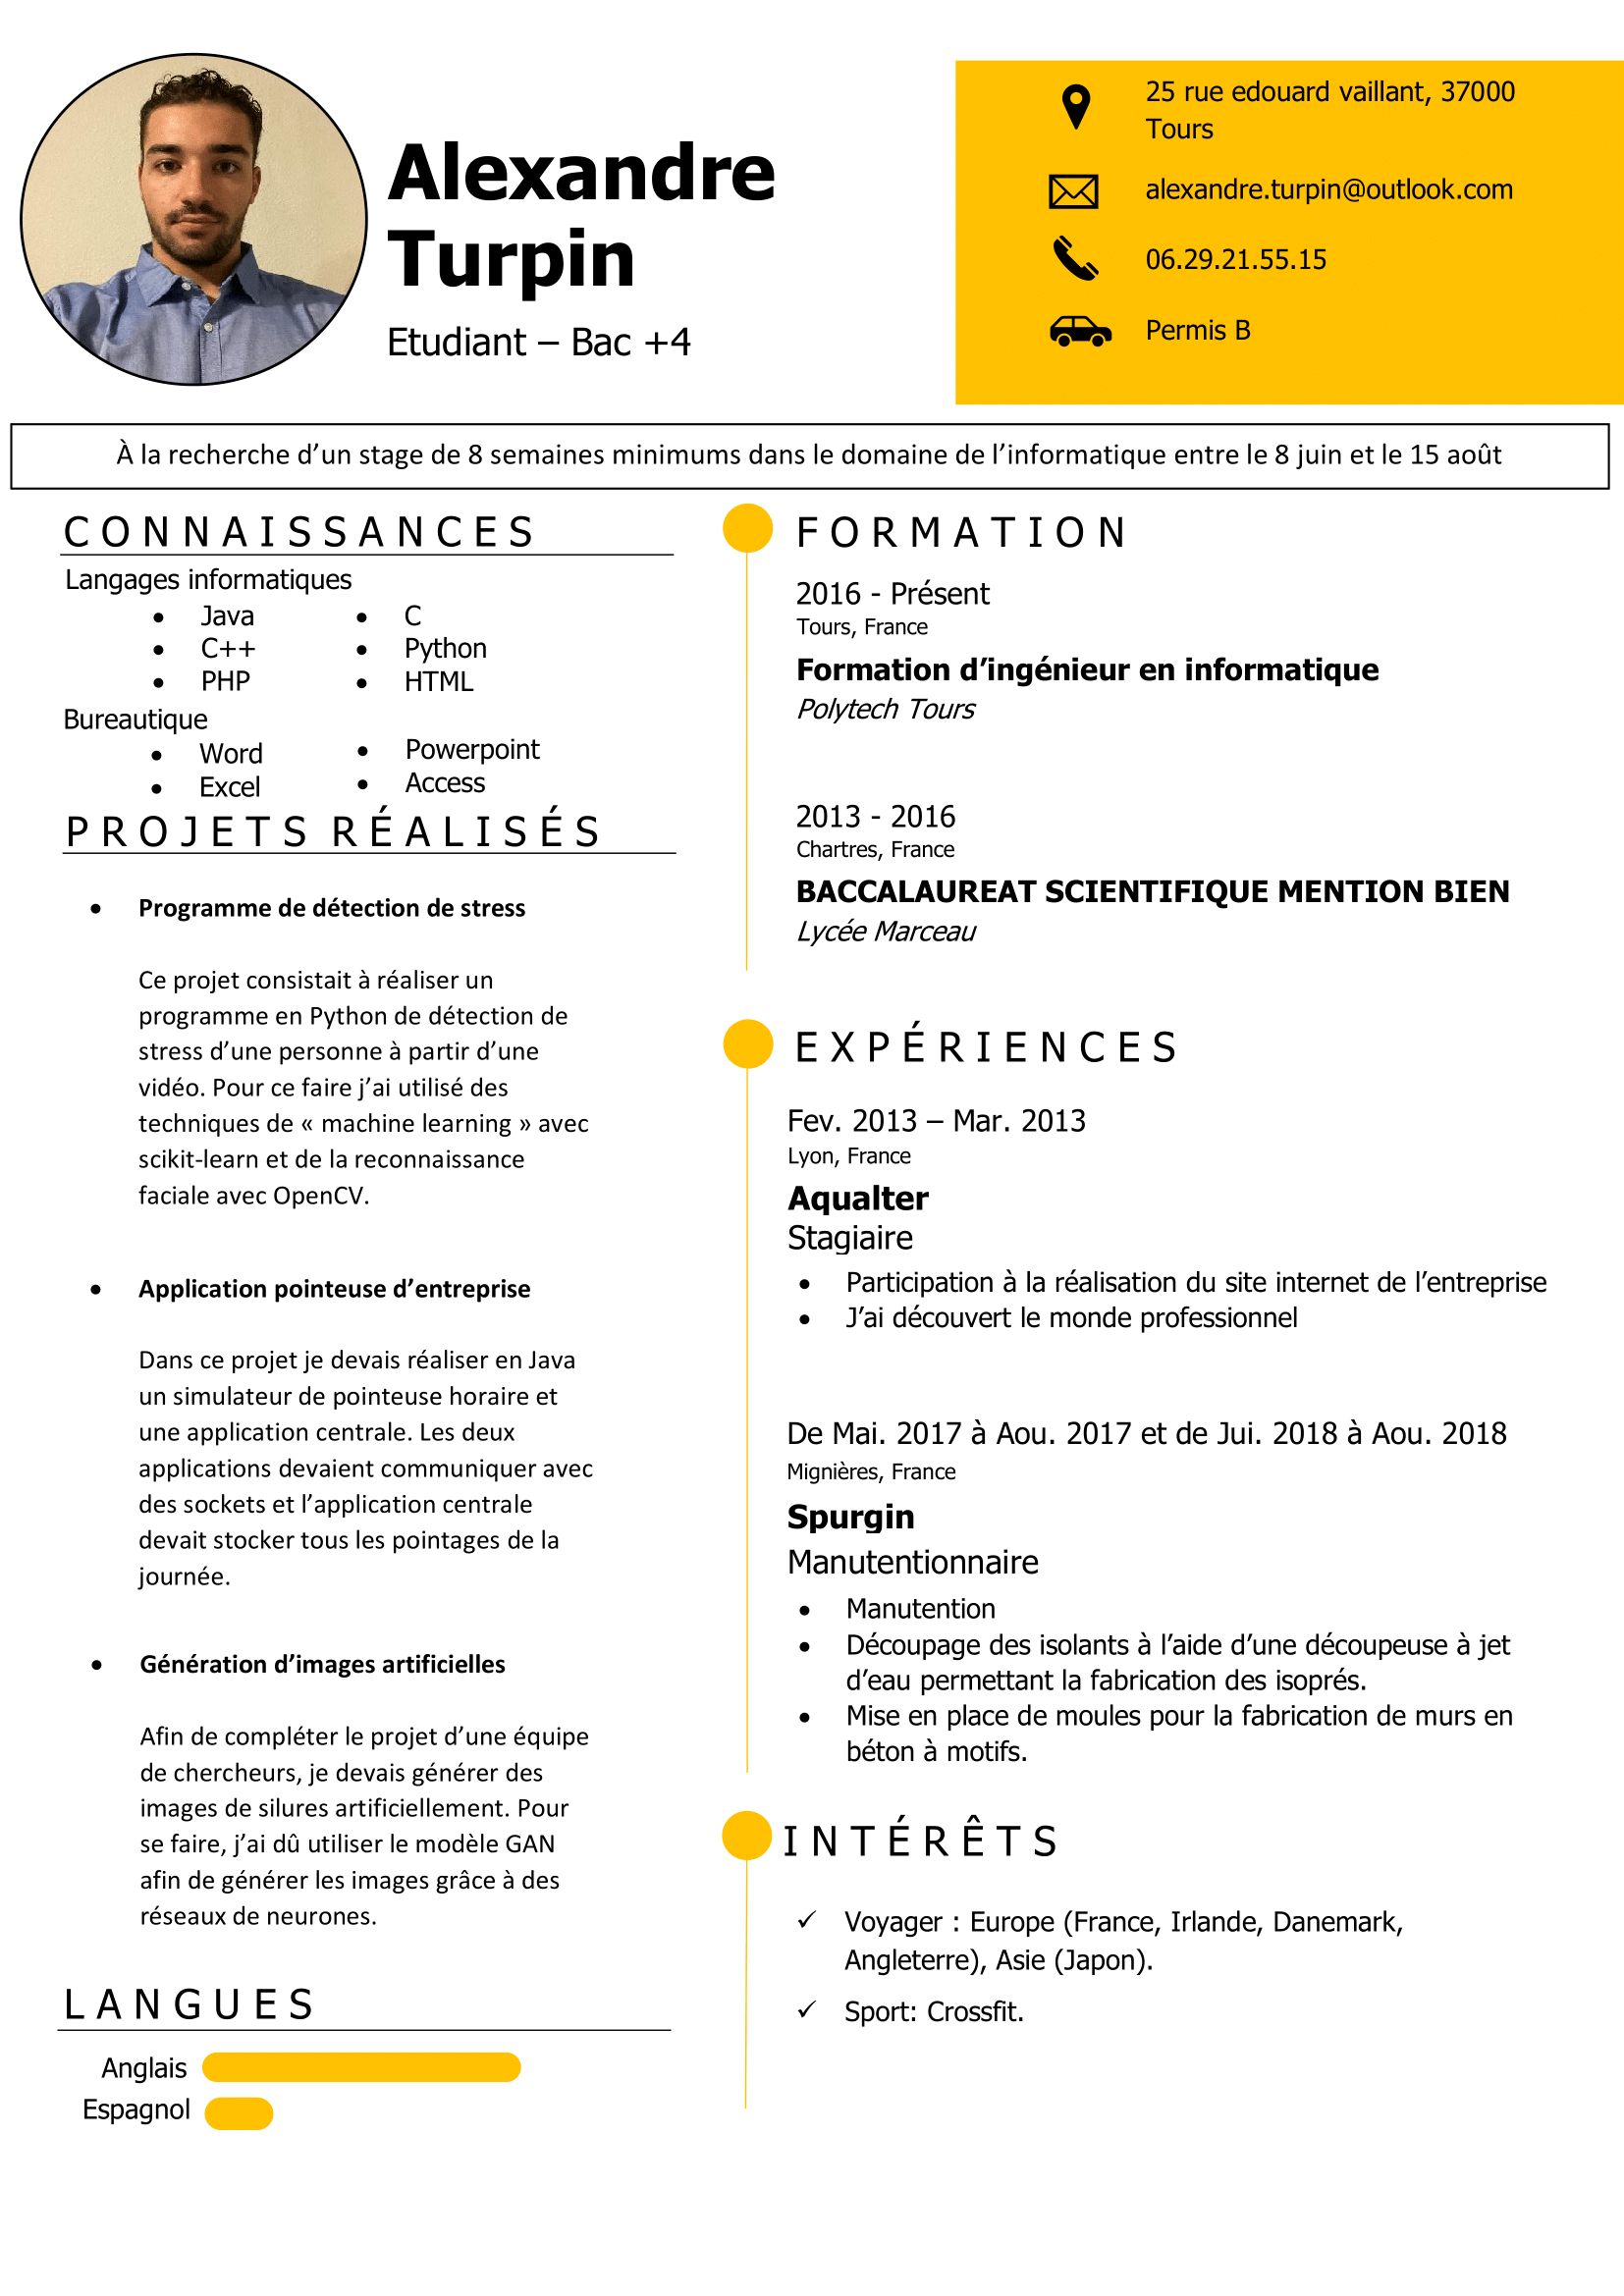 Alexandre
Turpin
Etudiant – Bac +4
25 rue edouard vaillant, 37000
Tours
alexandre.turpin@outlook.com
06.29.21.55.15
Permis B
À la recherche d’un stage de 8 semaines minimums dans le domaine de l’informatique entre le 8 juin et le 15 août
CONNAISSANCES
Langages informatiques
• Java
• C++
• PHP
• C
• Python
• HTML
Bureautique
• Word
• Excel
• Powerpoint
• Access
PROJETS RÉALISÉS
• Programme de détection de stress
Ce projet consistait à réaliser un
programme en Python de détection de
stress d’une personne à partir d’une
vidéo. Pour ce faire j’ai utilisé des
techniques de « machine learning » avec
scikit-learn et de la reconnaissance
faciale avec OpenCV.
• Application pointeuse d’entreprise
Dans ce projet je devais réaliser en Java
un simulateur de pointeuse horaire et
une application centrale. Les deux
applications devaient communiquer avec
des sockets et l’application centrale
devait stocker tous les pointages de la
journée.
• Génération d’images artificielles
Afin de compléter le projet d’une équipe
de chercheurs, je devais générer des
images de silures artificiellement. Pour
se faire, j’ai dû utiliser le modèle GAN
afin de générer les images grâce à des
réseaux de neurones.
LANGUES
Anglais
Espagnol
FORMATION
2016 - Présent
Tours, France
Formation d’ingénieur en informatique
Polytech Tours
2013 - 2016
Chartres, France
BACCALAUREAT SCIENTIFIQUE MENTION BIEN
Lycée Marceau
EXPÉRIENCES
Fev. 2013 – Mar. 2013
Lyon, France
Aqualter
Stagiaire
• Participation à la réalisation du site internet de l’entreprise
• J’ai découvert le monde professionnel
De Mai. 2017 à Aou. 2017 et de Jui. 2018 à Aou. 2018
Mignières, France
Spurgin
Manutentionnaire
• Manutention
• Découpage des isolants à l’aide d’une découpeuse à jet
d’eau permettant la fabrication des isoprés.
• Mise en place de moules pour la fabrication de murs en
béton à motifs.
INTÉRÊTS
✓ Voyager : Europe (France, Irlande, Danemark,
Angleterre), Asie (Japon).
✓ Sport: Crossfit.